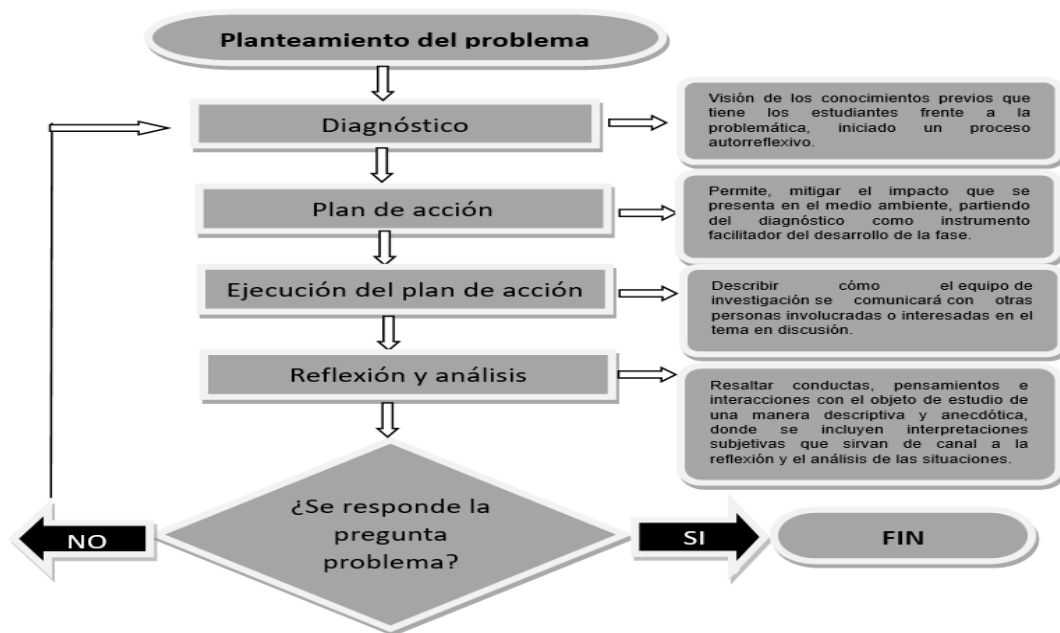 Planteamiento del problema
Diagnóstico
Visión de los conocimientos previos que
tiene los estudiantes frente a la
problemática, iniciado un proceso
autorreflexivo.
Plan de acción
Permite, mitigar el impacto que se
presenta en el medio ambiente, partiendo
del diagnóstico como instrumento
facilitador del desarrollo de la fase.
Ejecución del plan de acción
Describir cómo el equipo de
investigación se comunicará con otras
personas involucradas o interesadas en el
tema en discusión.
Reflexión y análisis
Resaltar conductas, pensamientos e
interacciones con el objeto de estudio de
una manera descriptiva y anecdótica,
donde se incluyen interpretaciones
subjetivas que sirvan de canal a la
reflexión y el análisis de las situaciones.
¿Se responde la
pregunta
problema?
NO
SI
FIN